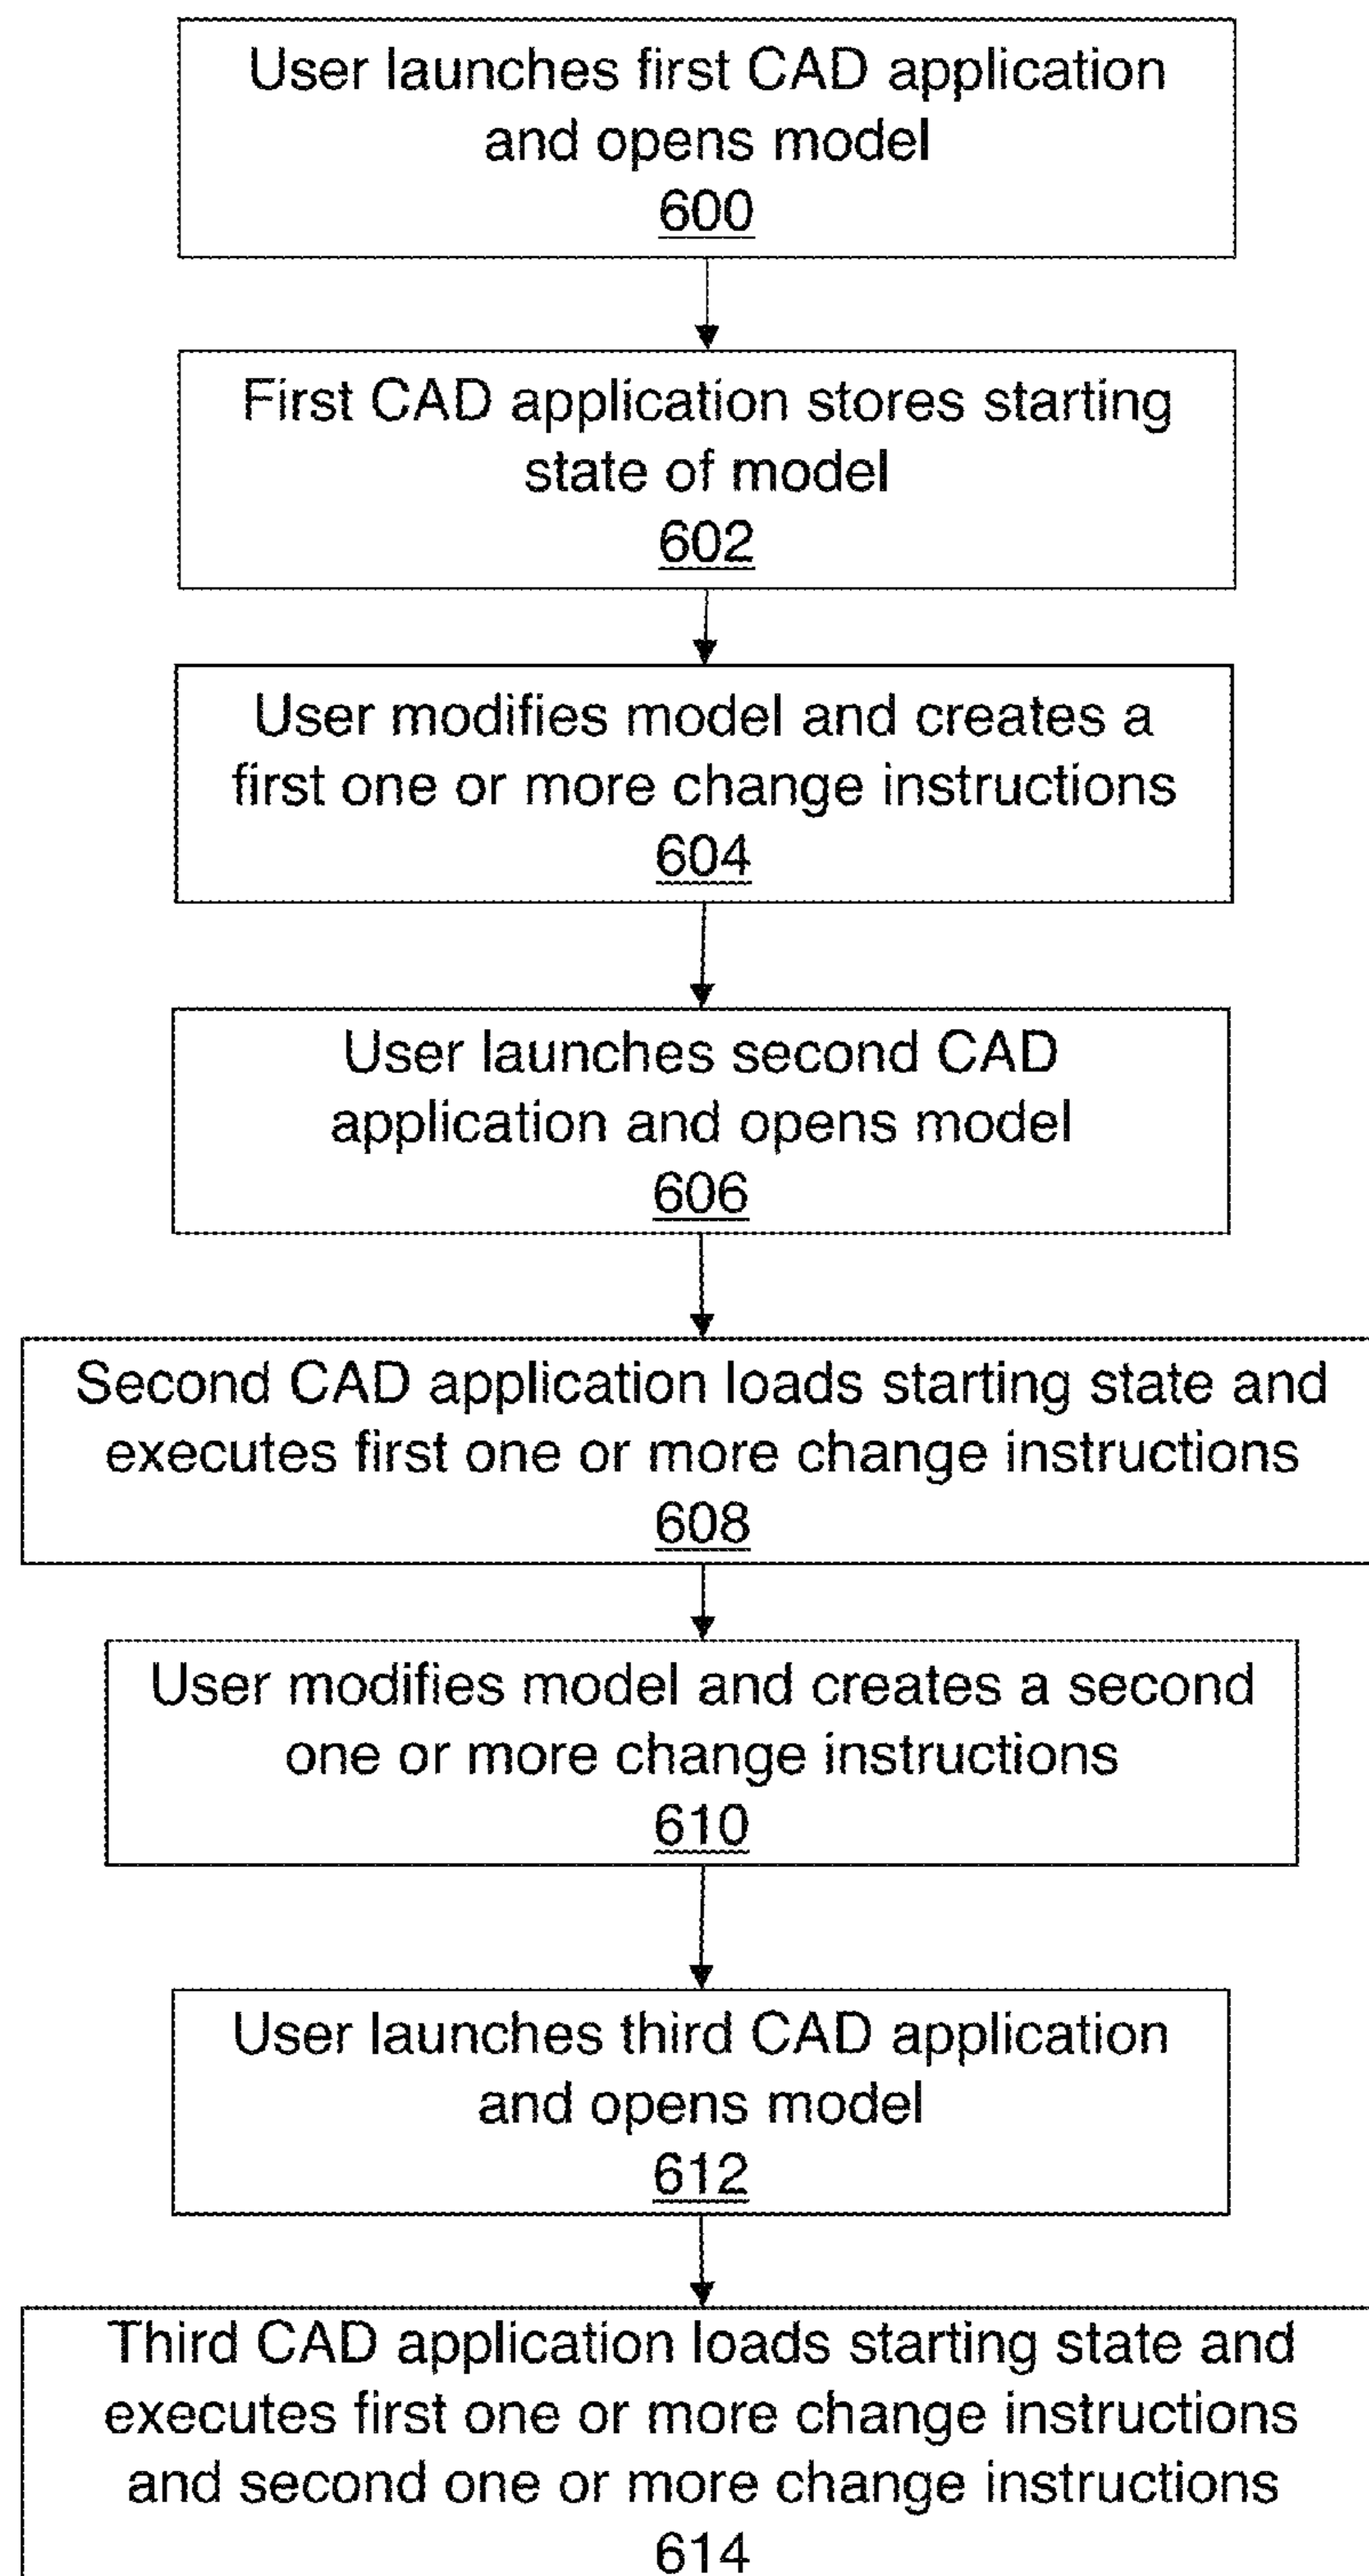 User launches first CAD application
and opens model
600
First CAD application stores starting
state of model
602
User modifies model and creates a
first one or more change instructions
604
User launches second CAD
application and opens model
606
Second CAD application loads starting state and
executes first one or more change instructions
608
User modifies model and creates a second
one or more change instructions
610
User launches third CAD application
and opens model
612
Third CAD application loads starting state and
executes first one or more change instructions
and second one or more change instructions
614